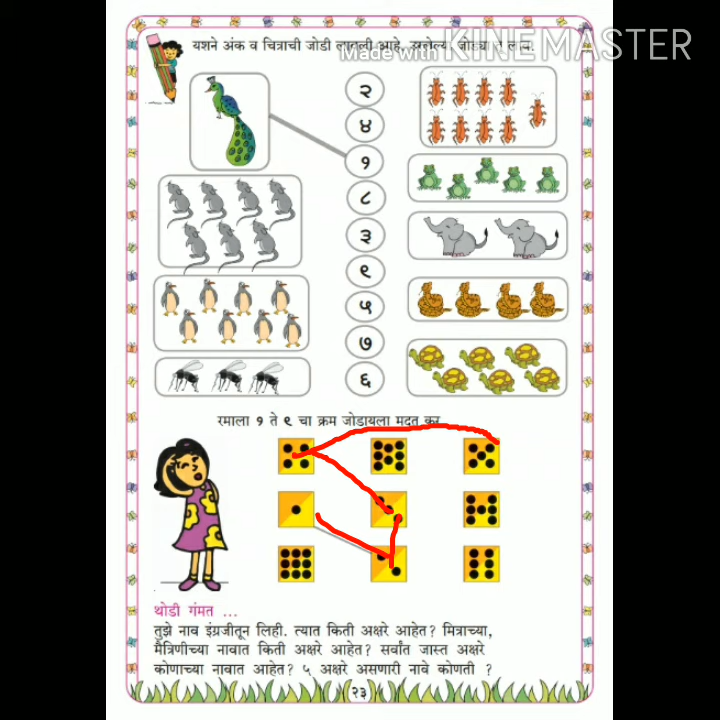 यशने अंक व चित्राची जोडी लावली आहे, उरलेल्या जोड्या तू लाव.
Made with KINEMASTER
२
४
१
८
३
९
५
७
६
रमाला १ ते ९ चा क्रम जोडायला मदत कर.
थोडी गंमत ...
तुझे नाव इंग्रजीतून लिही. त्यात किती अक्षरे आहेत? मित्राच्या,
मैत्रिणीच्या नावात किती अक्षरे आहेत? सर्वांत जास्त अक्षरे
कोणाच्या नावात आहेत? ५ अक्षरे असणारी नावे कोणती ?
२३